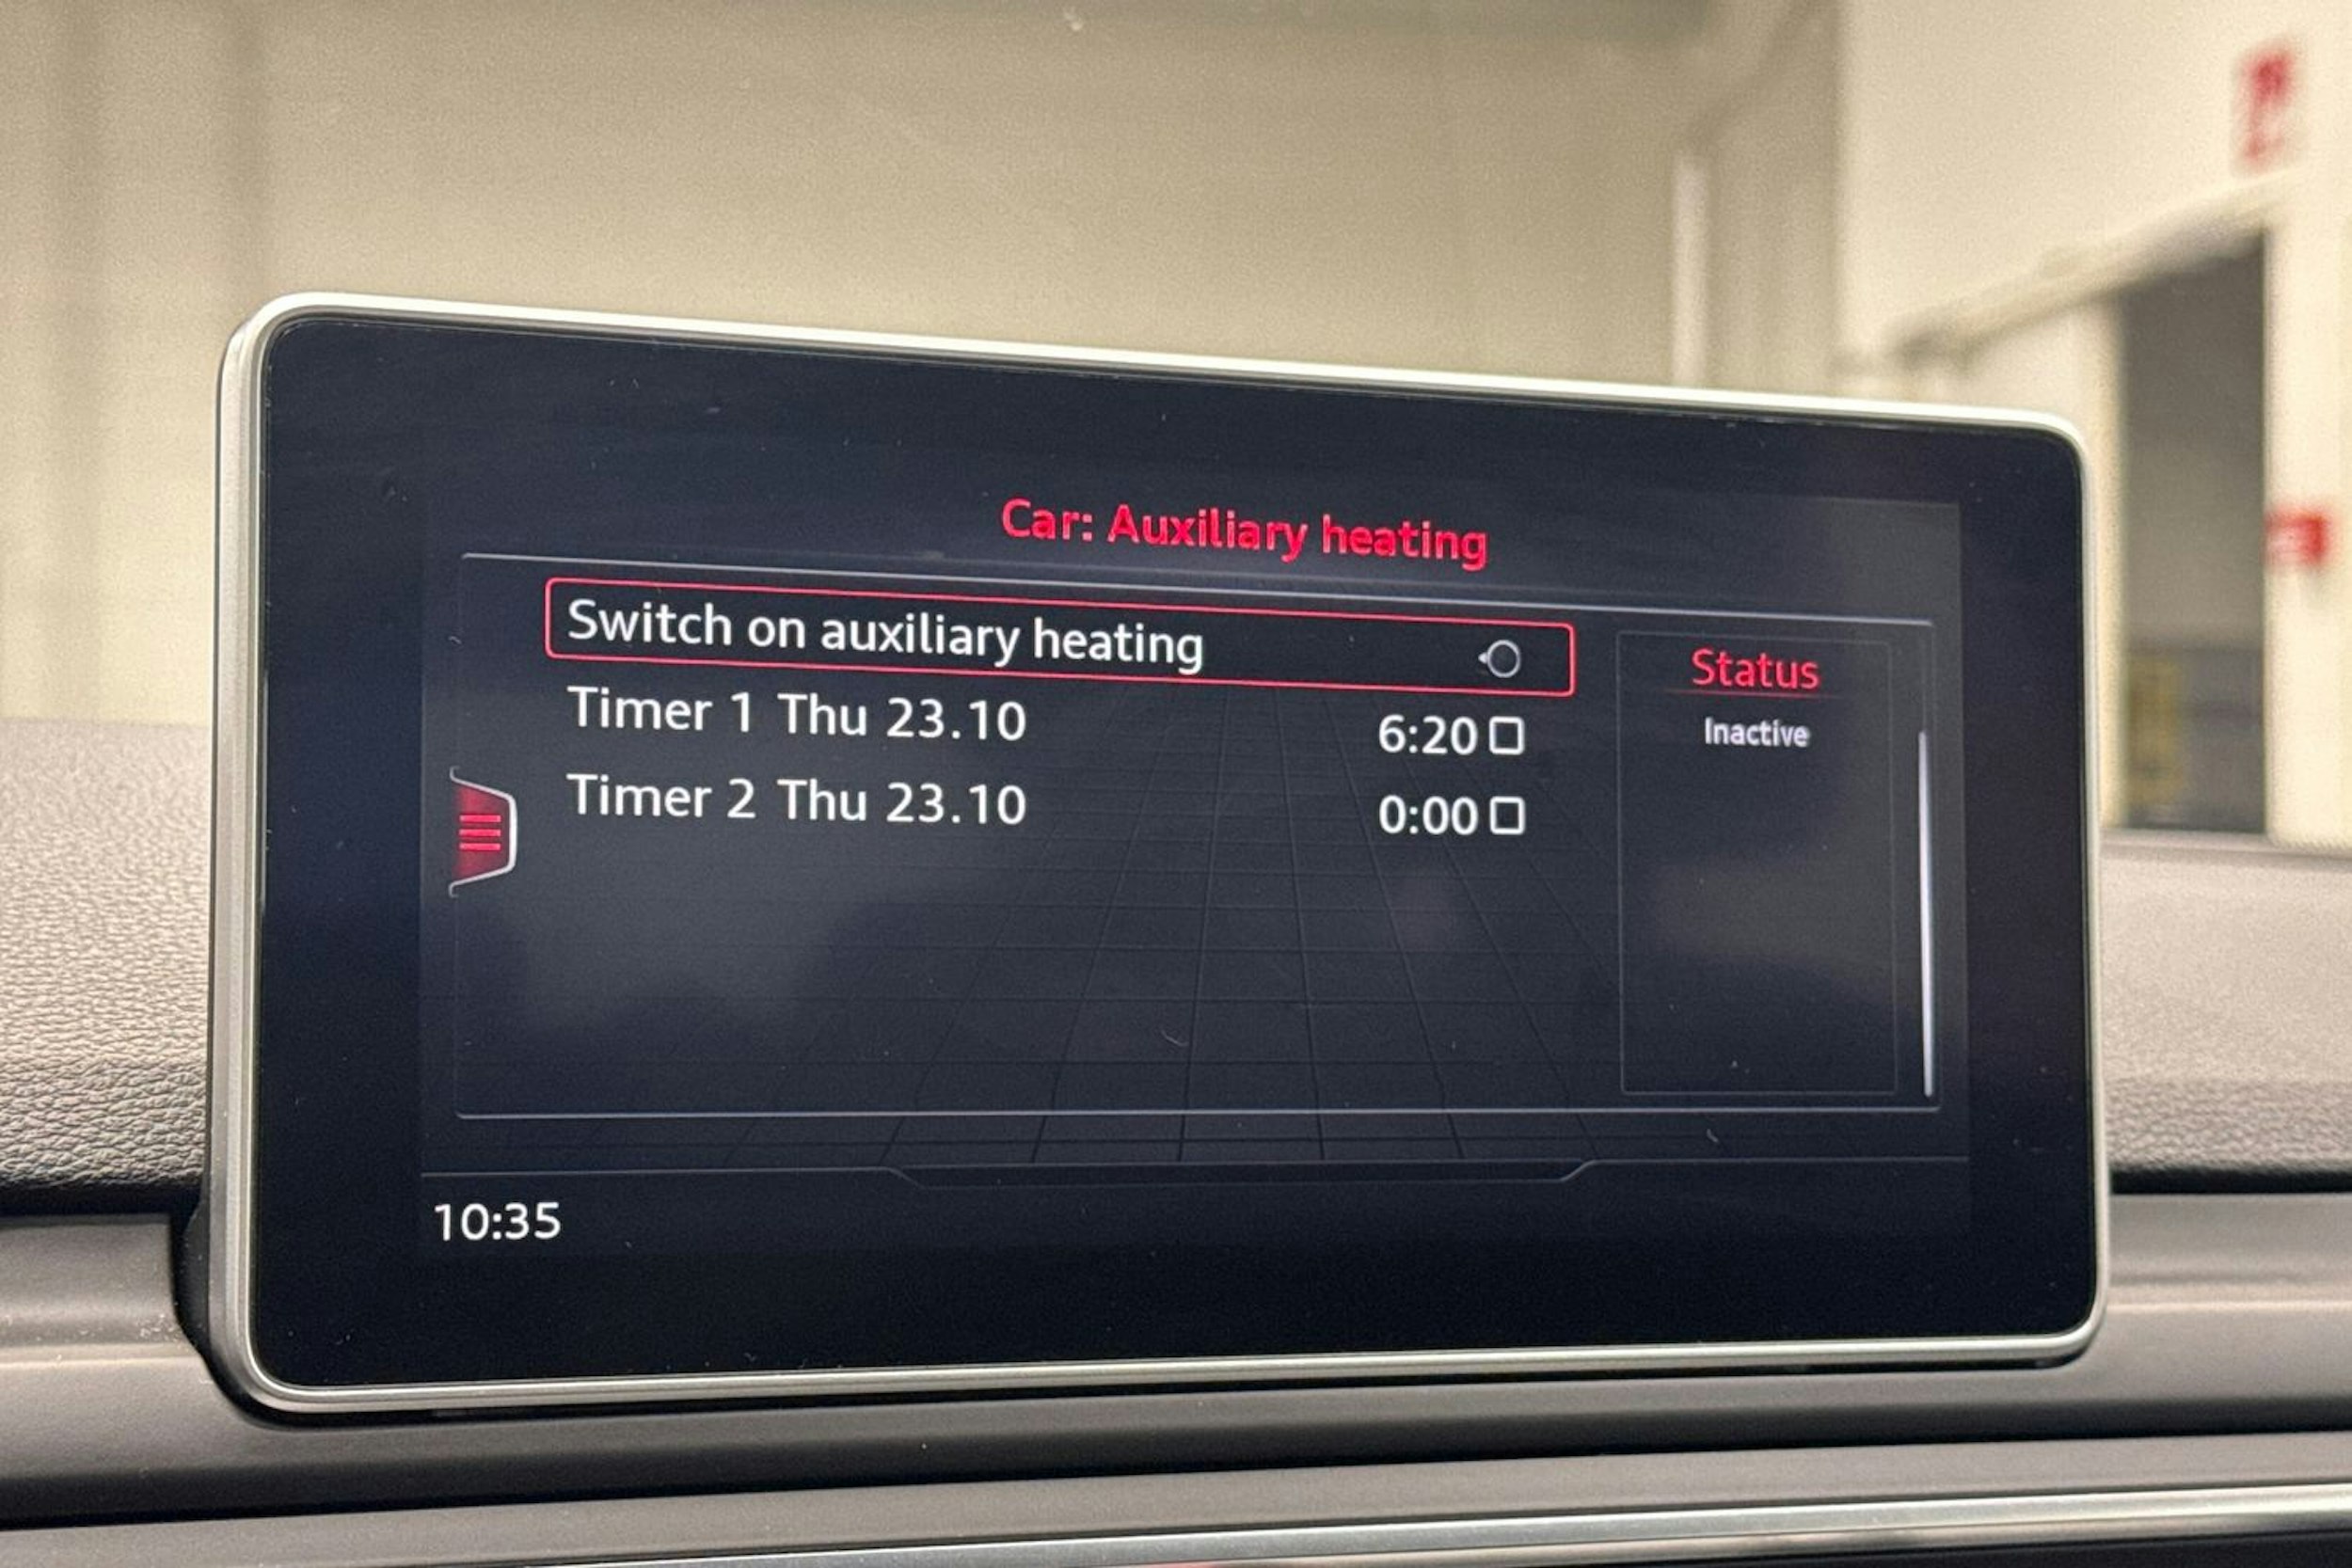 Car: Auxiliary heating
Switch on auxiliary heating
Timer 1 Thu 23.10 6:20
Timer 2 Thu 23.10 0:00
Status
Inactive
10:35